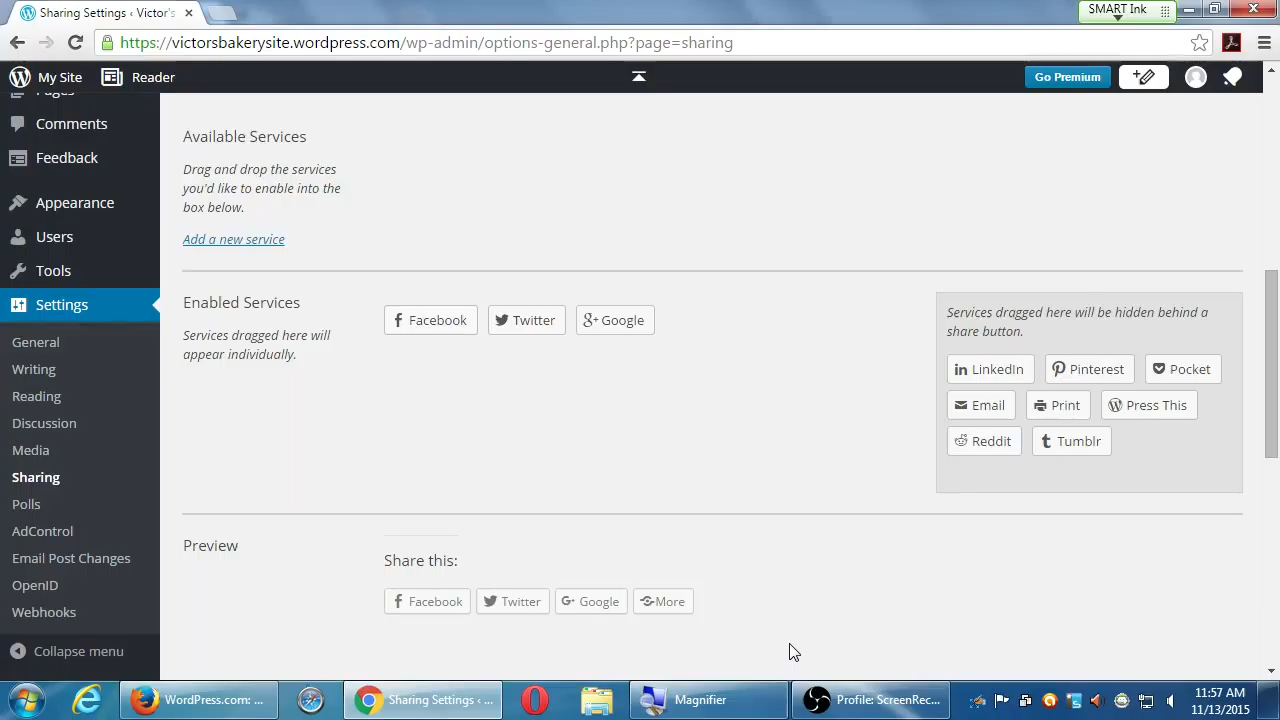 Sharing Settings ‹ Victor's
SMART Ink
https://victorsbakerysite.wordpress.com/wp-admin/options-general.php?page=sharing
My Site
Reader
Go Premium
Pages
Comments
Feedback
Appearance
Users
Tools
Settings
General
Writing
Reading
Discussion
Media
Sharing
Polls
AdControl
Email Post Changes
OpenID
Webhooks
Collapse menu
Available Services
Drag and drop the services
you'd like to enable into the
box below.
Add a new service
Enabled Services
Services dragged here will
appear individually.
Facebook
Twitter
Google
Services dragged here will be hidden behind a
share button.
LinkedIn
Pinterest
Pocket
Email
Print
Press This
Reddit
Tumblr
Preview
Share this:
Facebook
Twitter
Google
More
WordPress.com: ...
Sharing Settings ‹ ...
Magnifier
Profile: ScreenRec...
11:57 AM
11/13/2015